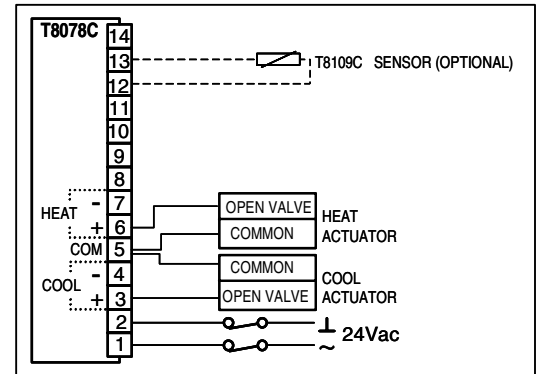 T8078C
14
13
T8109C SENSOR (OPTIONAL)
12
11
10
9
8
- 7
OPEN VALVE
HEAT
HEAT
+ 6
COMMON
ACTUATOR
COM 5
COMMON
- 4
COOL
COOL
+ 3
OPEN VALVE
ACTUATOR
2
24Vac
1
~